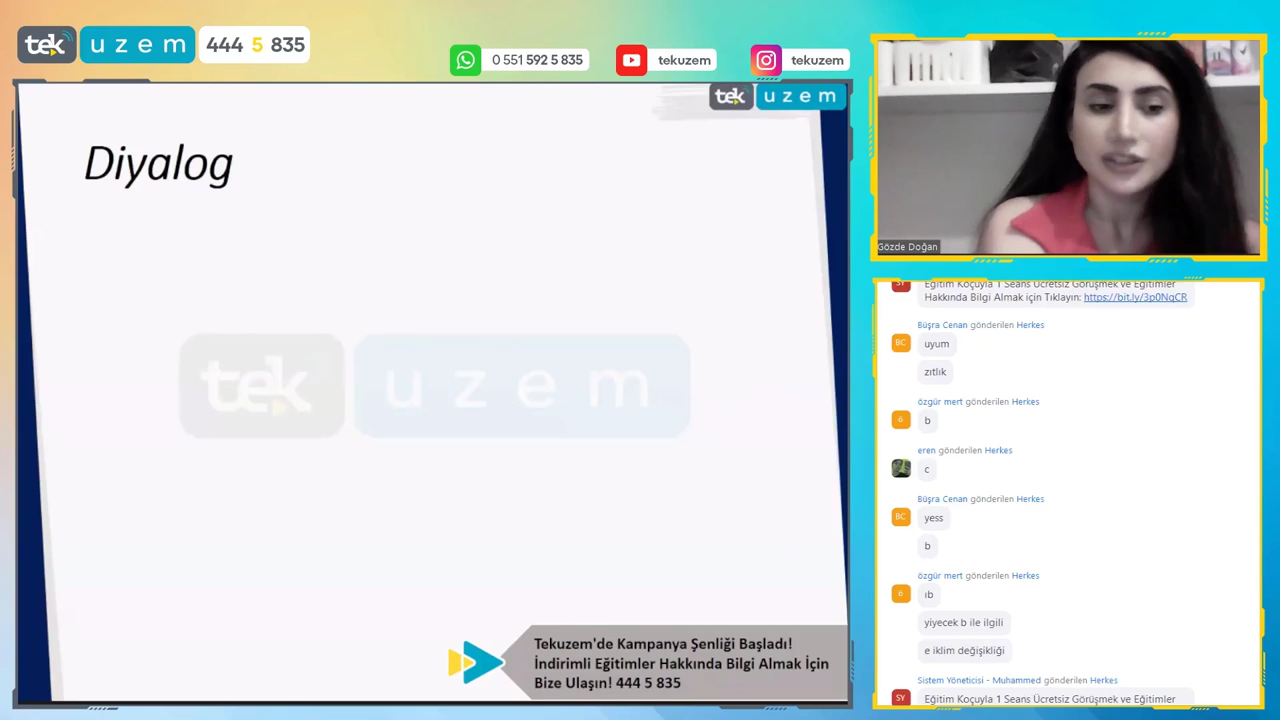 tek uzem 444 5 835
0 551 592 5 835
tekuzem
tekuzem
tek uzem
Diyalog
tek uzem
Tekuzem'de Kampanya Şenliği Başladı!
İndirimli Eğitimler Hakkında Bilgi Almak İçin
Bize Ulaşın! 444 5 835
Gözde Doğan
SY
Eğitim Koçuyla 1 Seans Ücretsiz Görüşmek ve Eğitimler
Hakkında Bilgi Almak için Tıklayın: https://bit.ly/3p0NqCR
Büşra Cenan gönderilen Herkes
BC
uyum
zıtlık
özgür mert gönderilen Herkes
ö
b
eren gönderilen Herkes
c
Büşra Cenan gönderilen Herkes
BC
yess
b
özgür mert gönderilen Herkes
ö
ıb
yiyecek b ile ilgili
e iklim değişikliği
Sistem Yöneticisi - Muhammed gönderilen Herkes
SY
Eğitim Koçuyla 1 Seans Ücretsiz Görüşmek ve Eğitimler